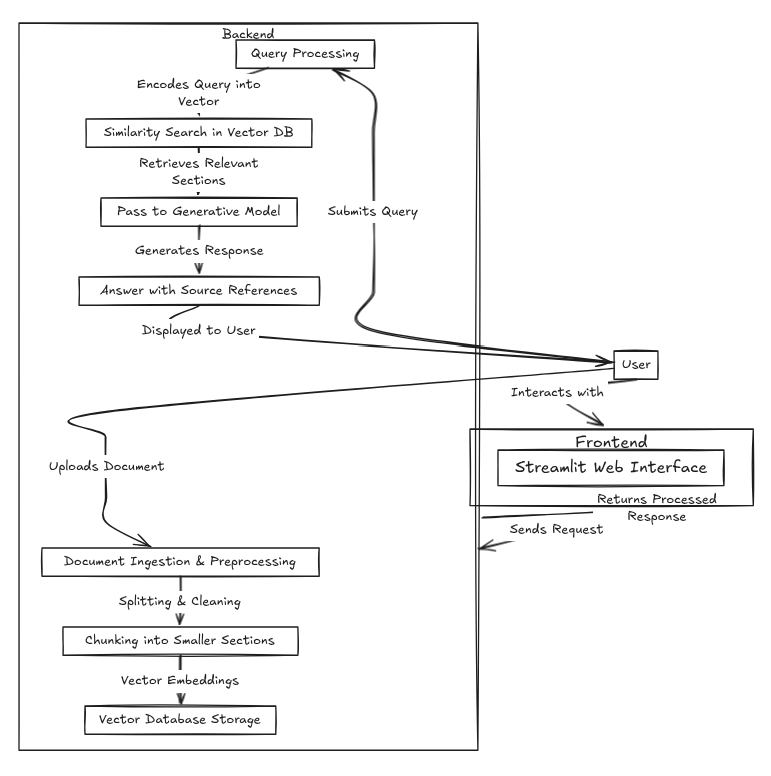 Backend
Query Processing
Encodes Query into
Vector
Similarity Search in Vector DB
Retrieves Relevant
Sections
Pass to Generative Model
Submits Query
Generates Response
Answer with Source References
Displayed to User
User
Interacts with
Frontend
Streamlit Web Interface
Uploads Document
Returns Processed
Response
Sends Request
Document Ingestion & Preprocessing
Splitting & Cleaning
Chunking into Smaller Sections
Vector Embeddings
Vector Database Storage